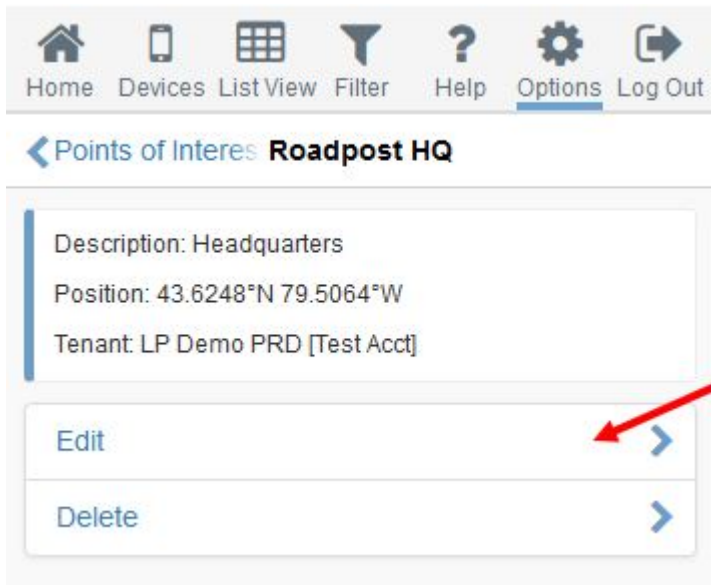 Home Devices List View Filter Help Options Log Out
Points of Interes Roadpost HQ
Description: Headquarters
Position: 43.6248°N 79.5064°W
Tenant: LP Demo PRD [Test Acct]
Edit
Delete